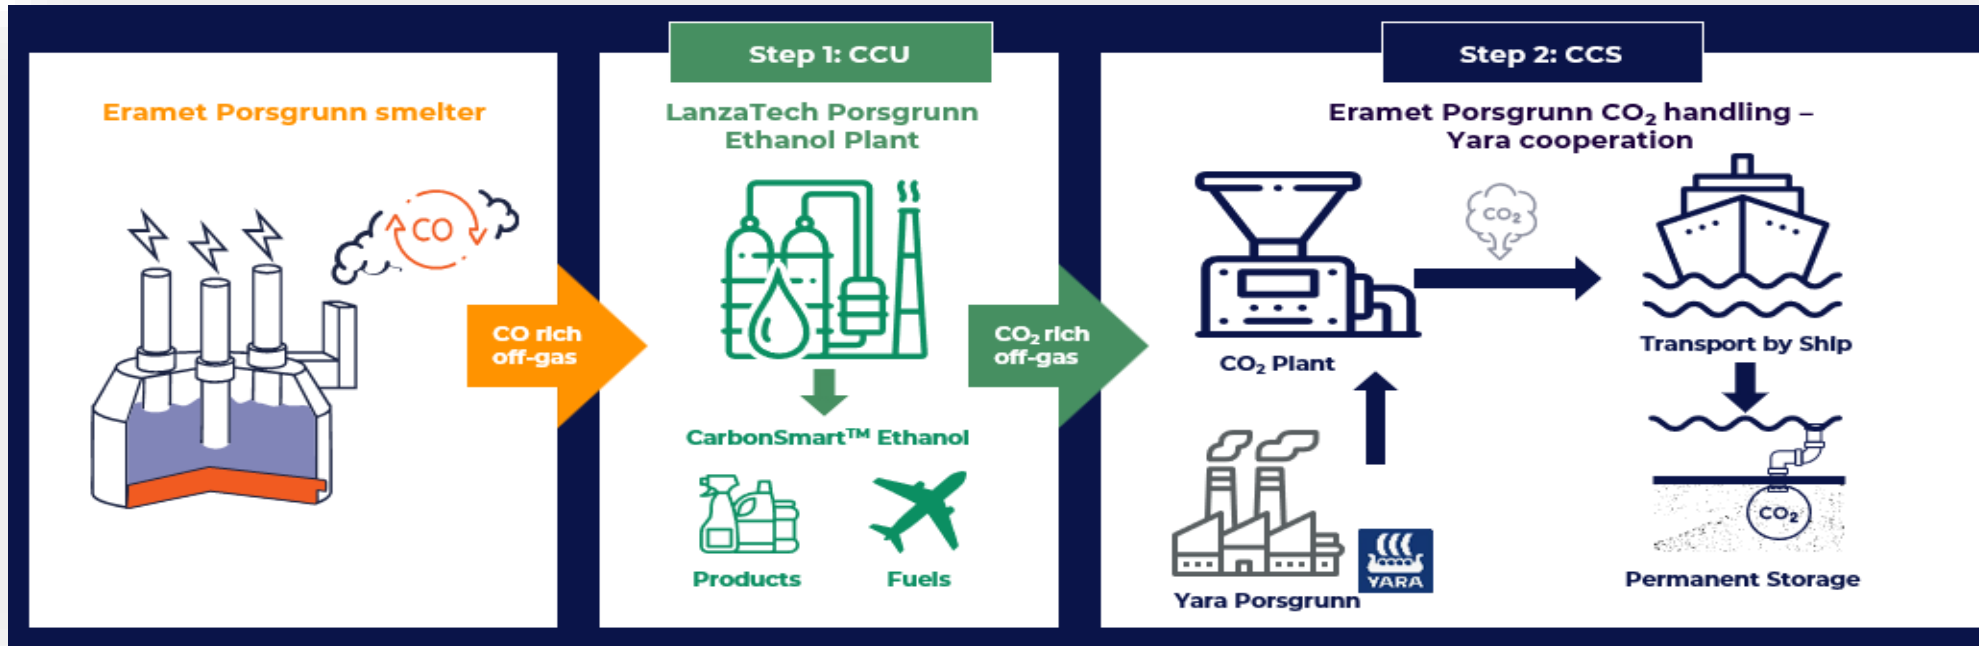 Eramet Porsgrunn smelter
CO
CO rich
off-gas
Step 1: CCU
LanzaTech Porsgrunn
Ethanol Plant
CarbonSmart™ Ethanol
Products
Fuels
CO₂ rich
off-gas
Step 2: CCS
Eramet Porsgrunn CO₂ handling –
Yara cooperation
CO₂
CO₂ Plant
Transport by Ship
YARA
Yara Porsgrunn
CO₂
Permanent Storage